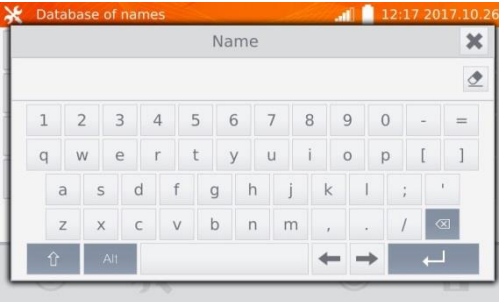 Database of names 12:17 2017.10.26
Name
1 2 3 4 5 6 7 8 9 0 - =
q w e r t y u i o p [ ]
a s d f g h j k l ; '
z x c v b n m , . /
Alt